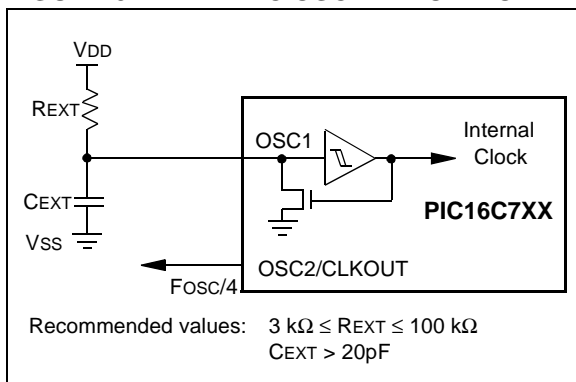 VDD
REXT
OSC1
Internal
Clock
CEXT
PIC16C7XX
VSS
OSC2/CLKOUT
FOSC/4
Recommended values: 3 kΩ ≤ REXT ≤ 100 kΩ
CEXT > 20pF